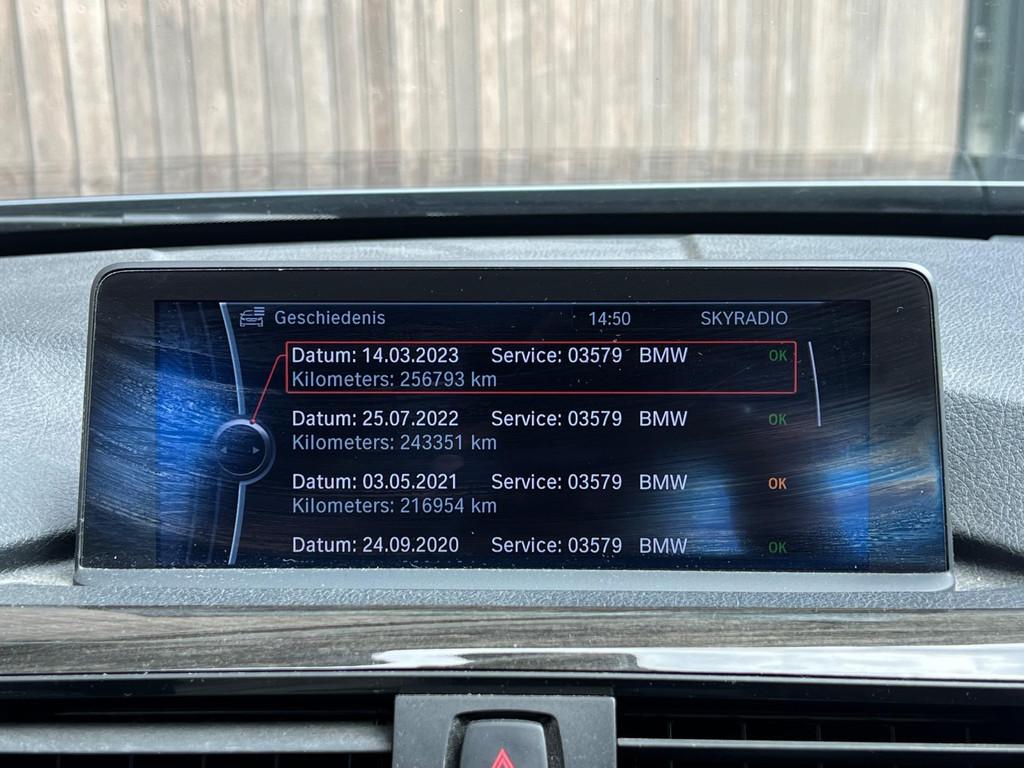 Geschiedenis 14:50 SKYRADIO
Datum: 14.03.2023 Service: 03579 BMW OK
Kilometers: 256793 km
Datum: 25.07.2022 Service: 03579 BMW OK
Kilometers: 243351 km
Datum: 03.05.2021 Service: 03579 BMW OK
Kilometers: 216954 km
Datum: 24.09.2020 Service: 03579 BMW OK